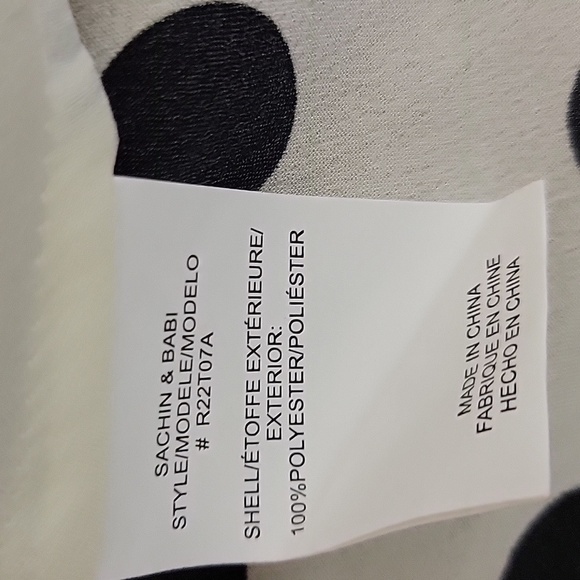 SACHIN & BABI
STYLE/MODELE/MODELO
# R22T07A
SHELL/ÉTOFFE EXTÉRIEURE/
EXTERIOR:
100%POLYESTER/POLIÉSTER
MADE IN CHINA
FABRIQUE EN CHINE
HECHO EN CHINA